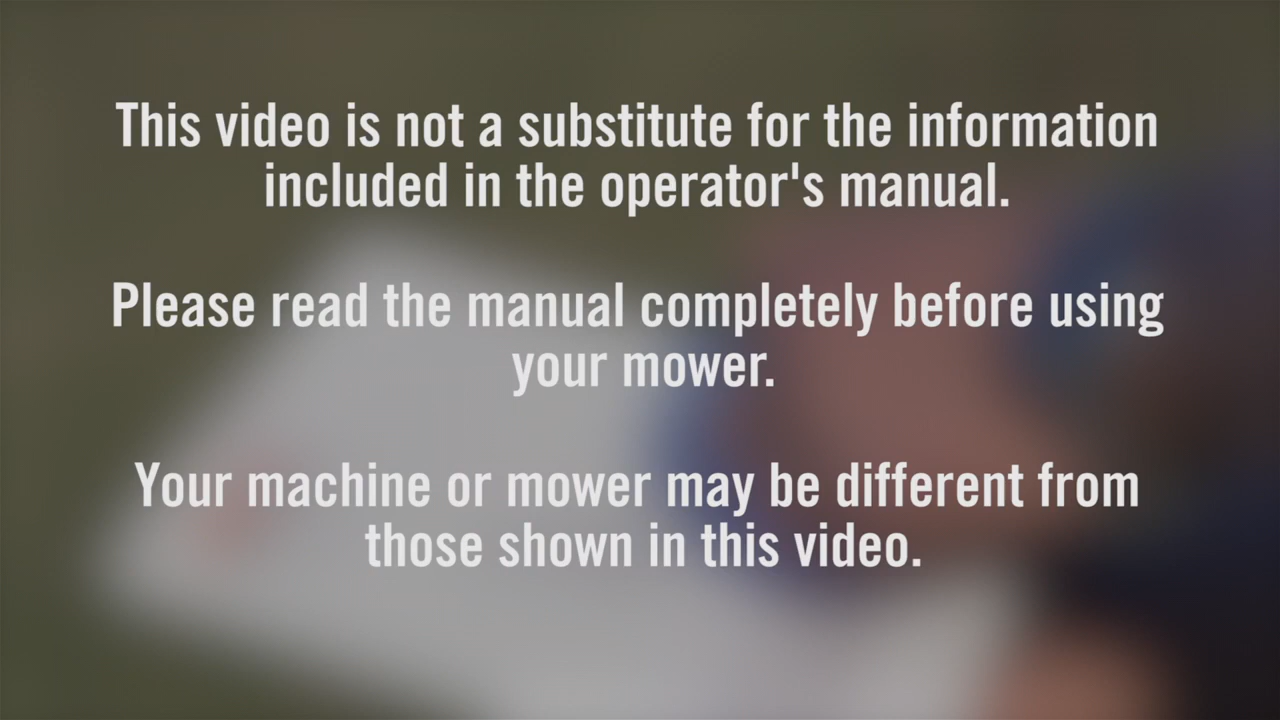 This video is not a substitute for the information
included in the operator's manual.
Please read the manual completely before using
your mower.
Your machine or mower may be different from
those shown in this video.